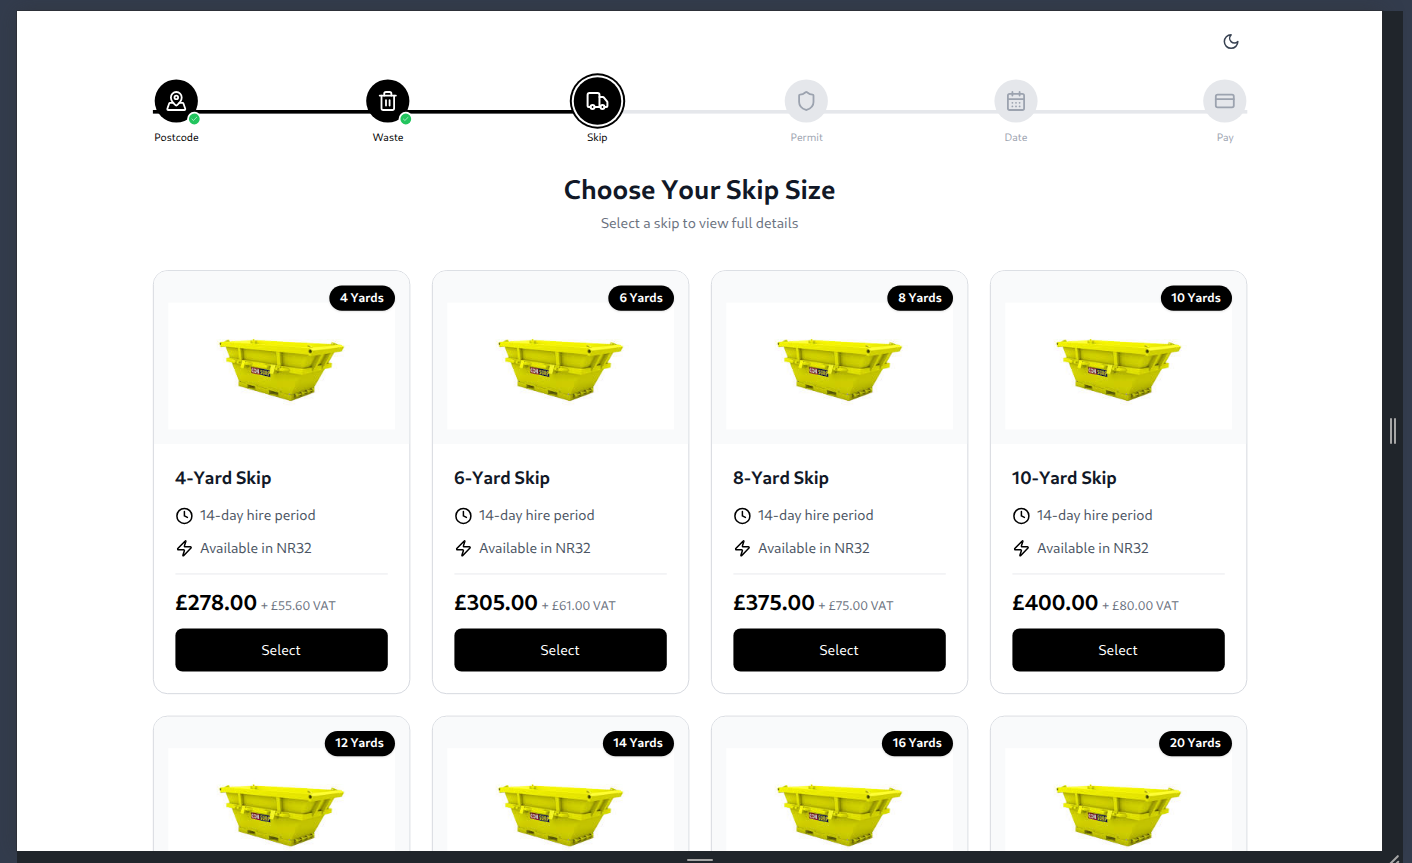 Postcode Waste Skip Permit Date Pay
Choose Your Skip Size
Select a skip to view full details
4 Yards 6 Yards 8 Yards 10 Yards
4-Yard Skip 6-Yard Skip 8-Yard Skip 10-Yard Skip
14-day hire period 14-day hire period 14-day hire period 14-day hire period
Available in NR32 Available in NR32 Available in NR32 Available in NR32
£278.00 + £55.60 VAT £305.00 + £61.00 VAT £375.00 + £75.00 VAT £400.00 + £80.00 VAT
Select Select Select Select
12 Yards 14 Yards 16 Yards 20 Yards